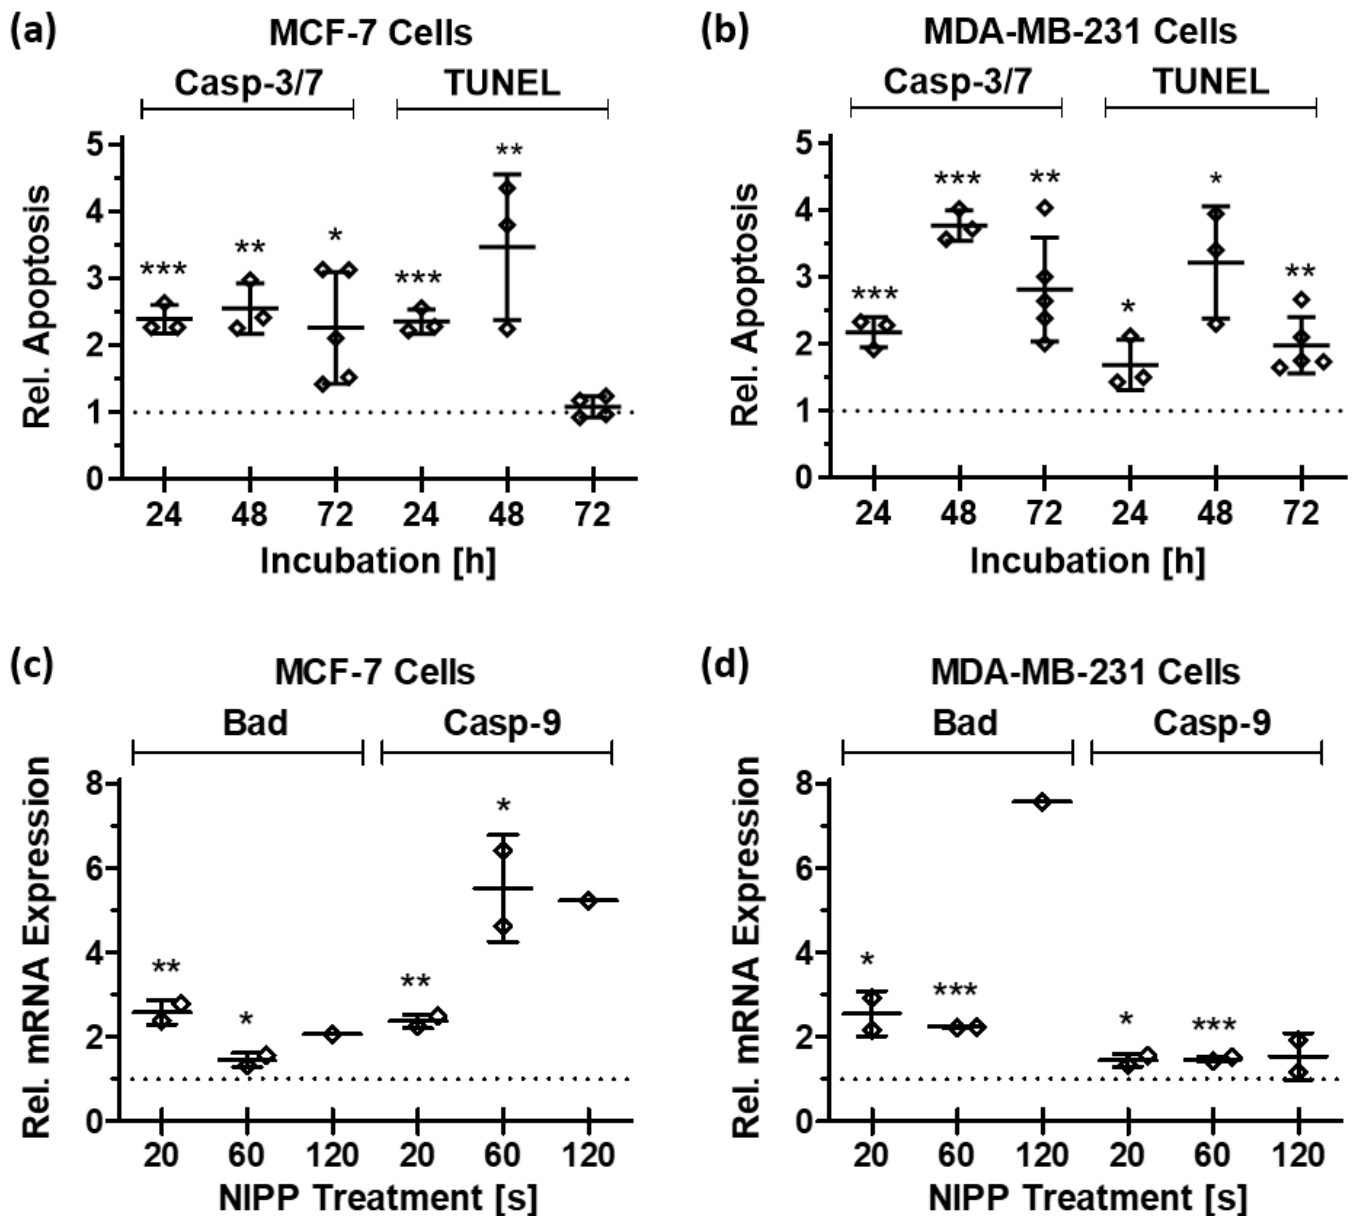 (a)
MCF-7 Cells
Casp-3/7 TUNEL
Rel. Apoptosis
5
4
3
2
1
0
*** ** * *** **
24 48 72 24 48 72
Incubation [h]
(b)
MDA-MB-231 Cells
Casp-3/7 TUNEL
Rel. Apoptosis
5
4
3
2
1
0
*** *** ** * * **
24 48 72 24 48 72
Incubation [h]
(c)
MCF-7 Cells
Bad Casp-9
Rel. mRNA Expression
8
6
4
2
0
** * ** *
20 60 120 20 60 120
NIPP Treatment [s]
(d)
MDA-MB-231 Cells
Bad Casp-9
Rel. mRNA Expression
8
6
4
2
0
* *** * ***
20 60 120 20 60 120
NIPP Treatment [s]